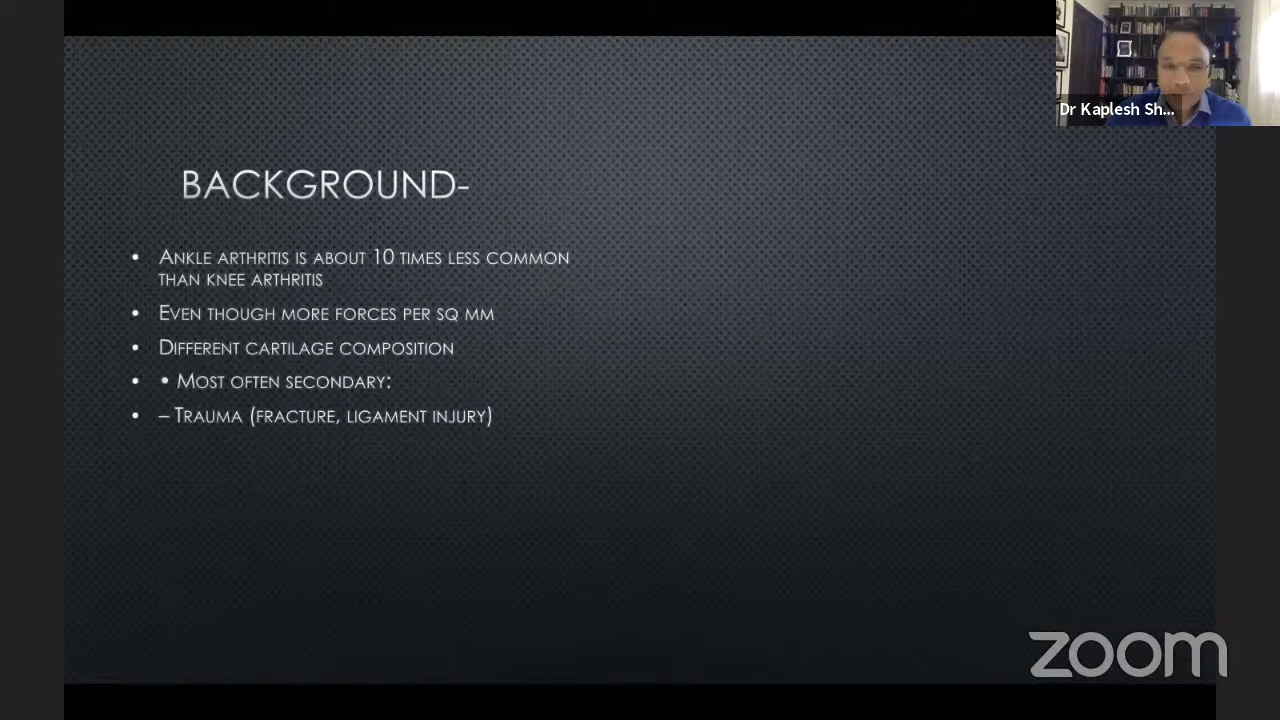 Dr Kaplesh Sh...
BACKGROUND-
• ANKLE ARTHRITIS IS ABOUT 10 TIMES LESS COMMON
THAN KNEE ARTHRITIS
• EVEN THOUGH MORE FORCES PER SQ MM
• DIFFERENT CARTILAGE COMPOSITION
• • MOST OFTEN SECONDARY:
• – TRAUMA (FRACTURE, LIGAMENT INJURY)
zoom